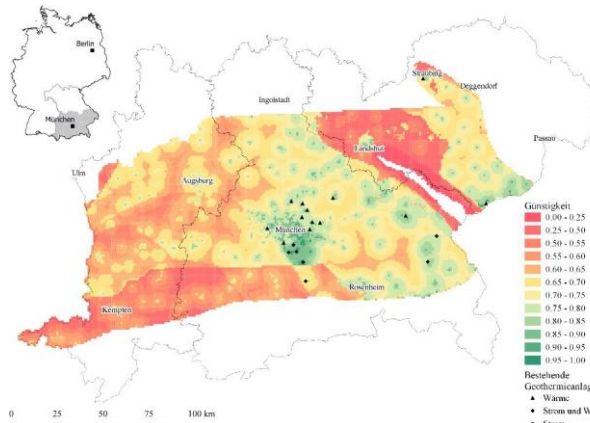 Berlin
München
Straubing
Deggendorf
Ingolstadt
Passau
Landshut
Ulm
Augsburg
München
Rosenheim
Kempten
Günstigkeit
0.00 - 0.25
0.25 - 0.50
0.50 - 0.55
0.55 - 0.60
0.60 - 0.65
0.65 - 0.70
0.70 - 0.75
0.75 - 0.80
0.80 - 0.85
0.85 - 0.90
0.90 - 0.95
0.95 - 1.00
Bestehende
Geothermieanlag
Wärme
Strom und W
0 25 50 75 100 km